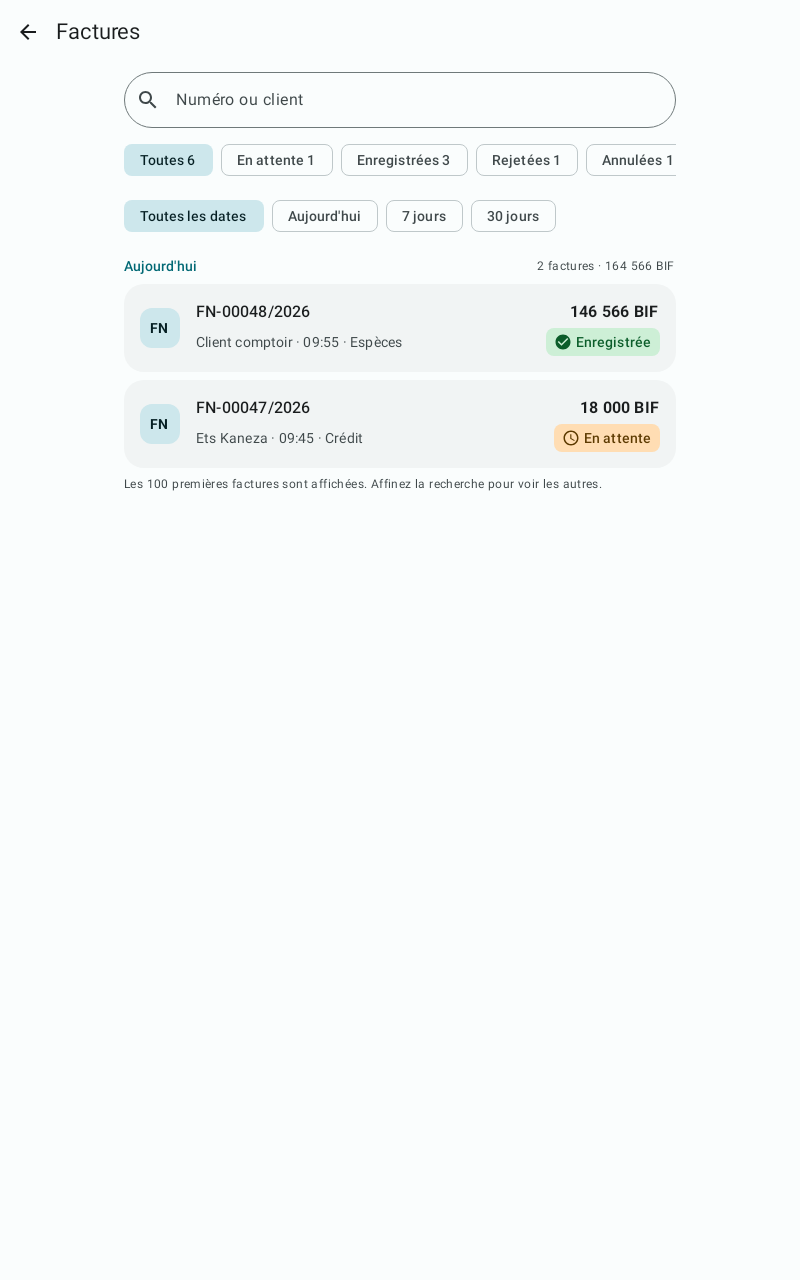 Factures
Numéro ou client
Toutes 6 En attente 1 Enregistrées 3 Rejetées 1 Annulées 1
Toutes les dates Aujourd'hui 7 jours 30 jours
Aujourd'hui 2 factures · 164 566 BIF
FN FN-00048/2026 146 566 BIF
Client comptoir · 09:55 · Espèces Enregistrée
FN FN-00047/2026 18 000 BIF
Ets Kaneza · 09:45 · Crédit En attente
Les 100 premières factures sont affichées. Affinez la recherche pour voir les autres.